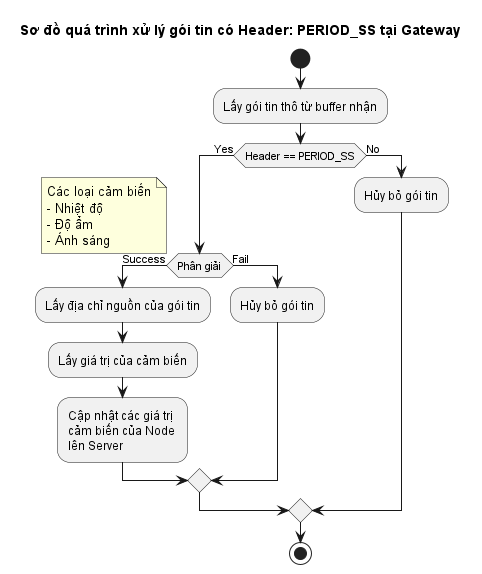 Sơ đồ quá trình xử lý gói tin có Header: PERIOD_SS tại Gateway
Lấy gói tin thô từ buffer nhận
Yes
Header == PERIOD_SS
No
Hủy bỏ gói tin
Các loại cảm biến
- Nhiệt độ
- Độ ẩm
- Ánh sáng
Success
Phân giải
Fail
Lấy địa chỉ nguồn của gói tin
Hủy bỏ gói tin
Lấy giá trị của cảm biến
Cập nhật các giá trị
cảm biến của Node
lên Server